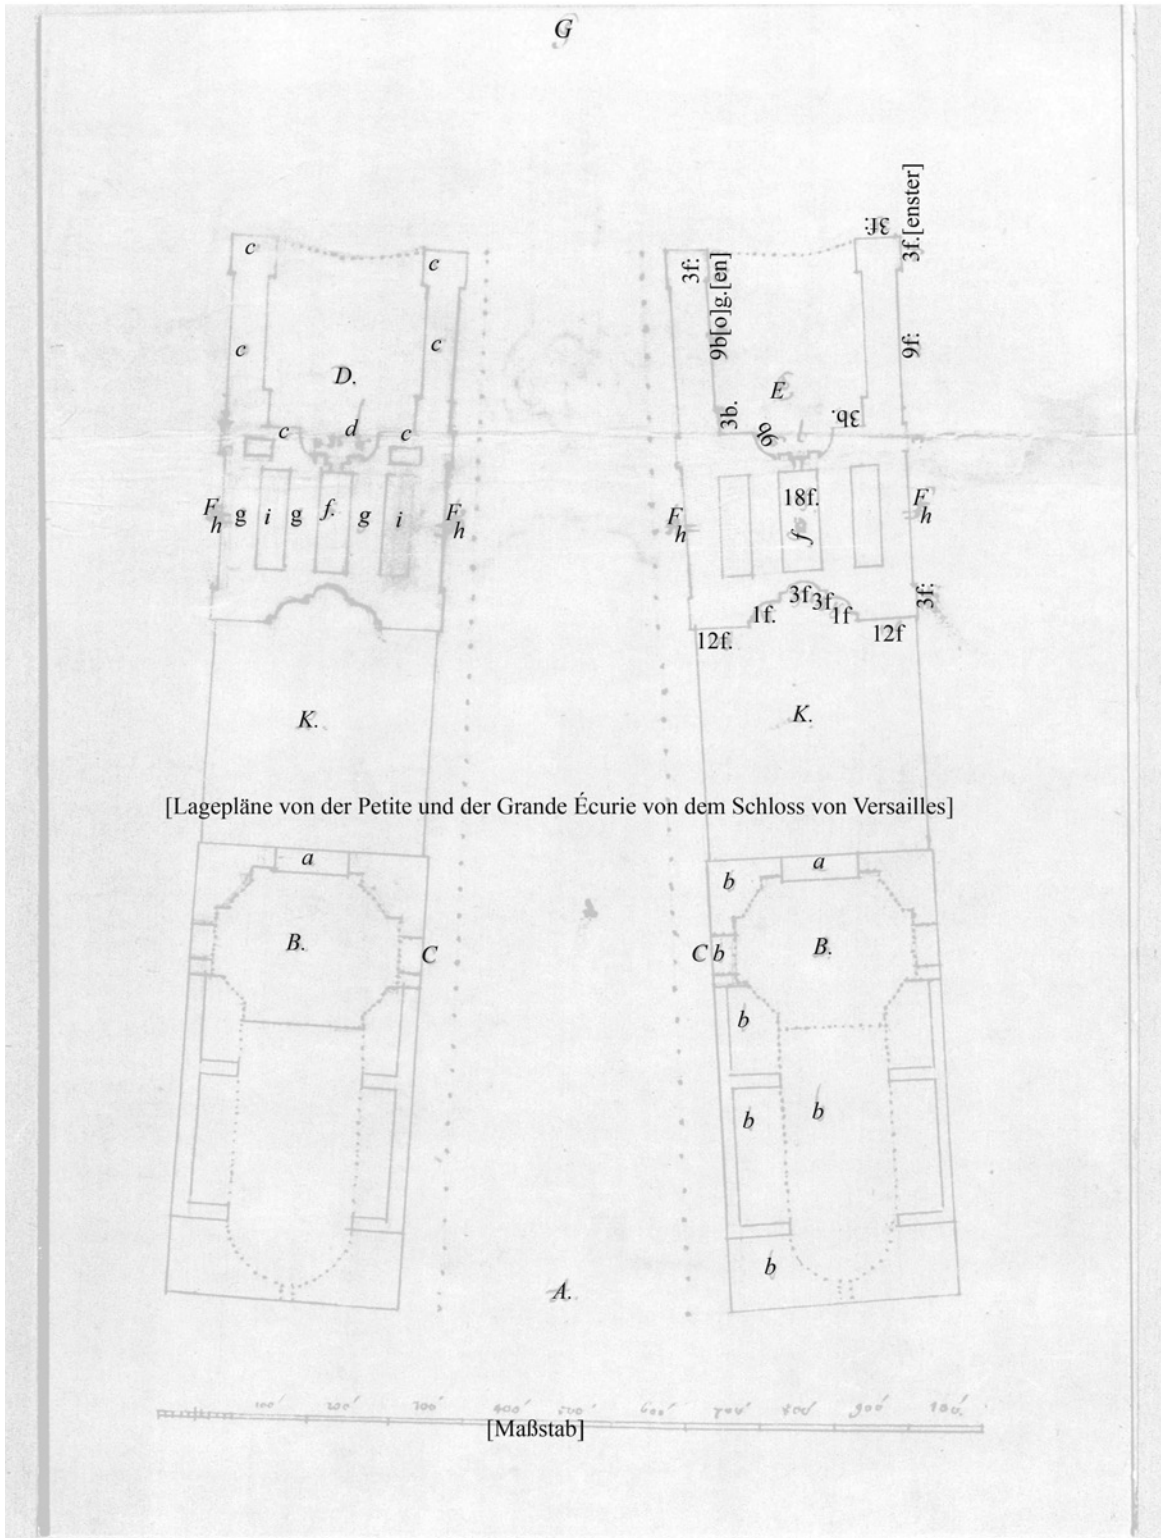 G
3f:
3f.[enster]
c
c
3f:
9b[o]g.[en]
c
c
9f:
D.
E
c
d
c
3b.
9b
3b.
F
h
g
i
g
f.
g
i
F
h
F
h
18f.
f
F
h
12f.
1f.
3f
3f
1f
12f
3f:
K.
K.
[Lagepläne von der Petite und der Grande Écurie von dem Schloss von Versailles]
a
b
a
B.
C
C b
B.
b
b
b
b
A.
100' 200' 300' 400' 500' 600' 700' 800' 900'
[Maßstab]